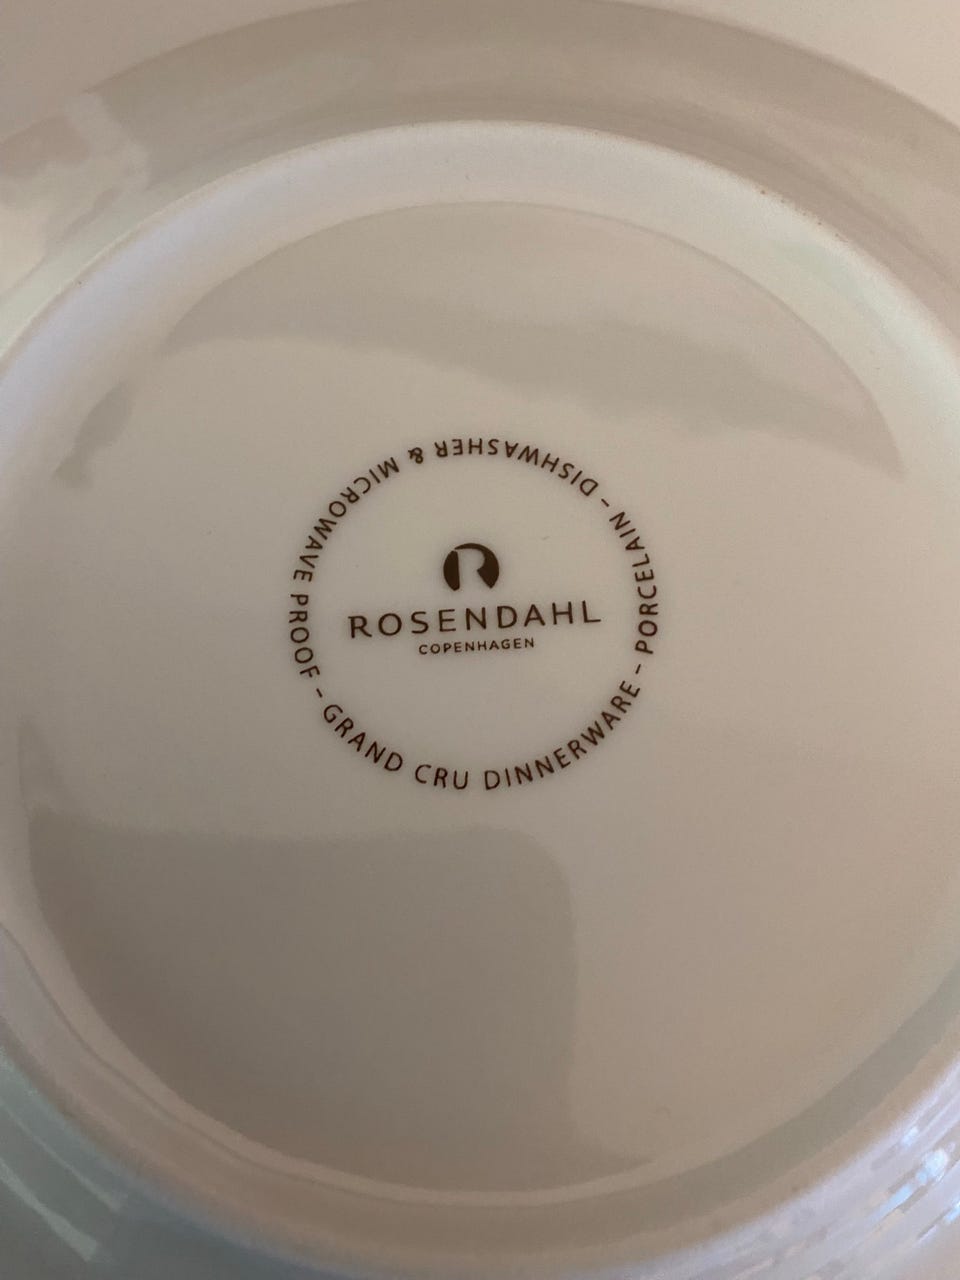 R
ROSENDAHL
COPENHAGEN
GRAND CRU DINNERWARE - PORCELAIN - DISHWASHER & MICROWAVE PROOF -